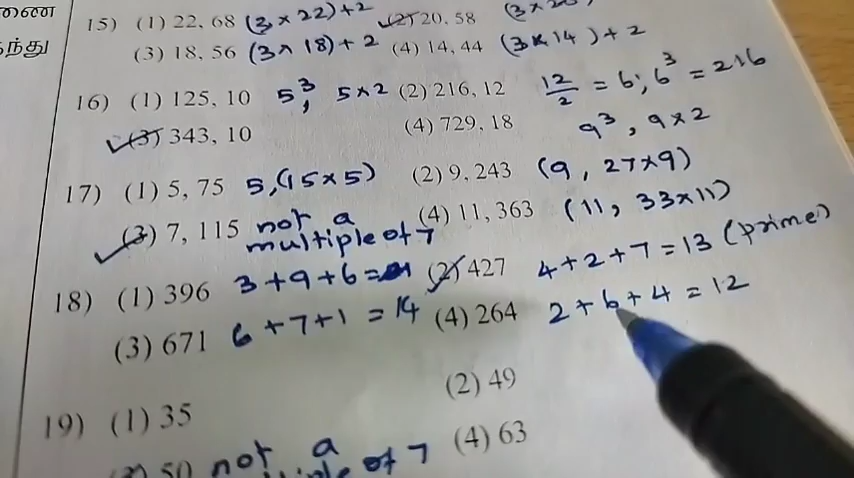 15) (1) 22, 68 (3 × 22) + 2 (2) 20, 58
(3) 18, 56 (3 × 18) + 2 (4) 14, 44 (3 × 14) + 2
16) (1) 125, 10 5³, 5 × 2 (2) 216, 12 12/2 = 6; 6³ = 216
(3) 343, 10 (4) 729, 18 9³, 9 × 2
17) (1) 5, 75 5, (15 × 5) (2) 9, 243 (9, 27 × 9)
(3) 7, 115 not a multiple of 7 (4) 11, 363 (11, 33 × 11)
18) (1) 396 3 + 9 + 6 = (2) 427 4 + 2 + 7 = 13 (prime)
(3) 671 6 + 7 + 1 = 14 (4) 264 2 + 6 + 4 = 12
19) (1) 35 (2) 49
50 not a of 7 (4) 63